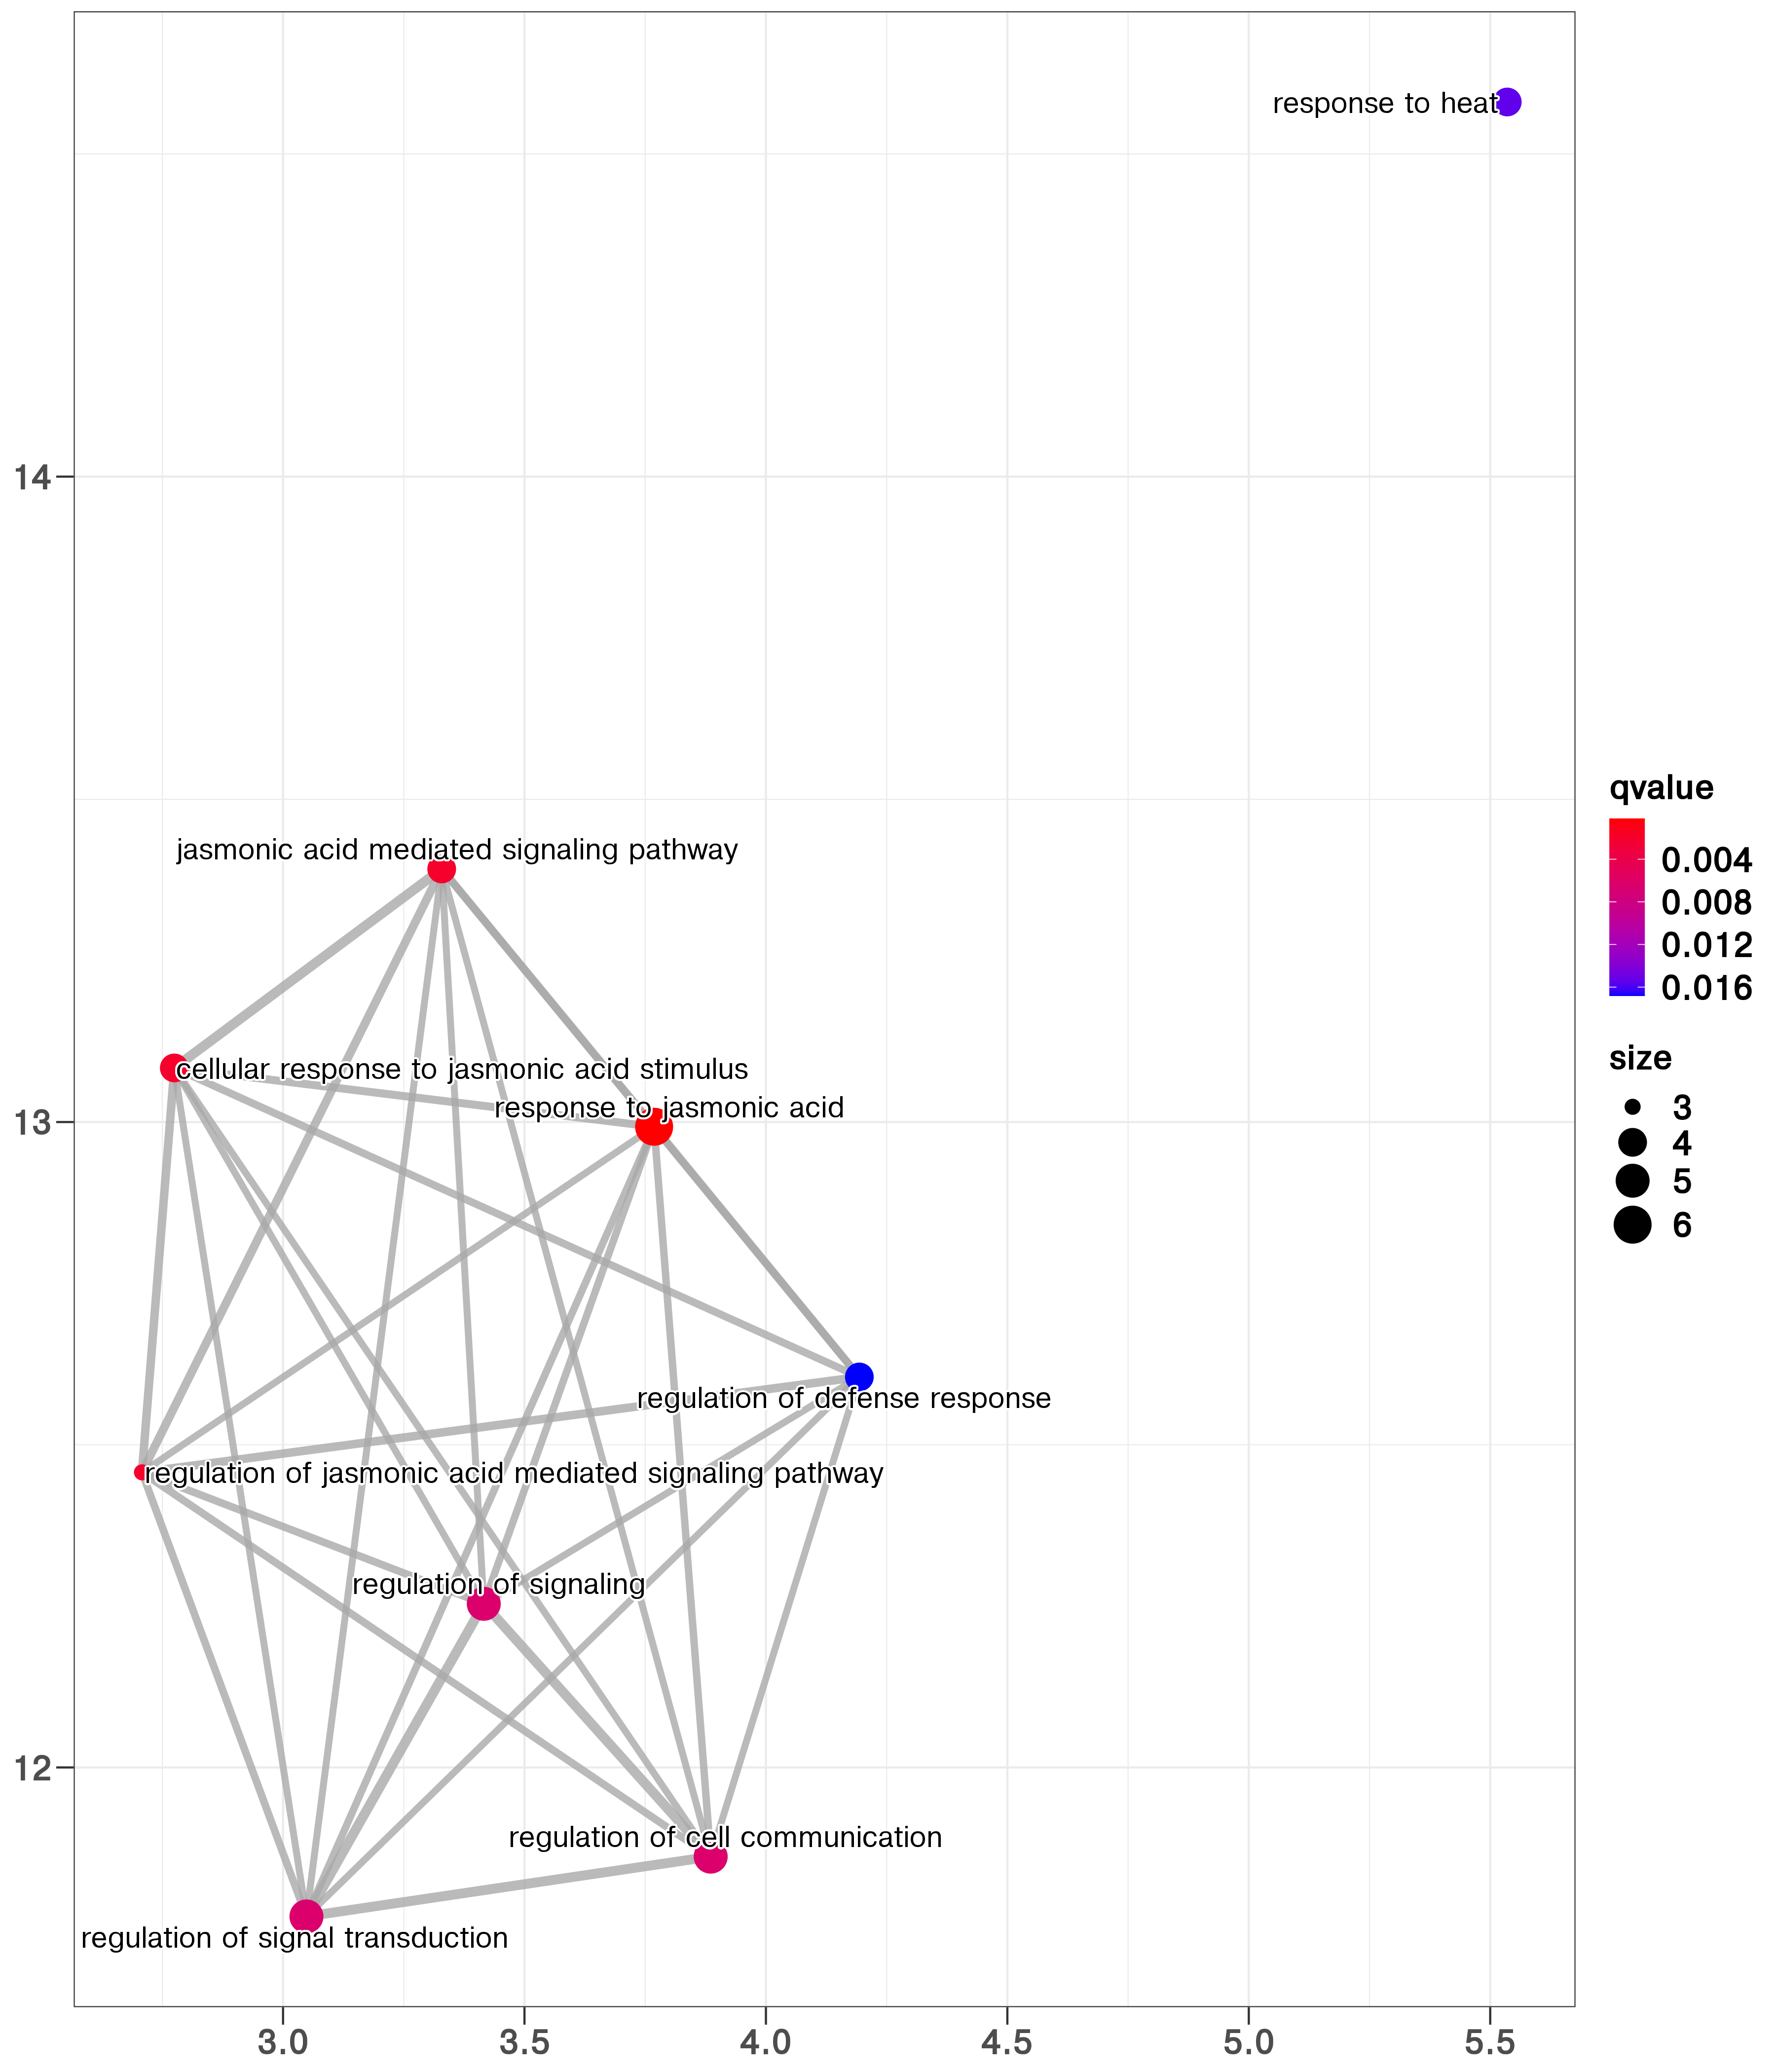 response to heat
14
jasmonic acid mediated signaling pathway
cellular response to jasmonic acid stimulus
response to jasmonic acid
13
regulation of defense response
regulation of jasmonic acid mediated signaling pathway
regulation of signaling
12
regulation of cell communication
regulation of signal transduction
3.0 3.5 4.0 4.5 5.0 5.5
qvalue
0.004
0.008
0.012
0.016
size
3
4
5
6